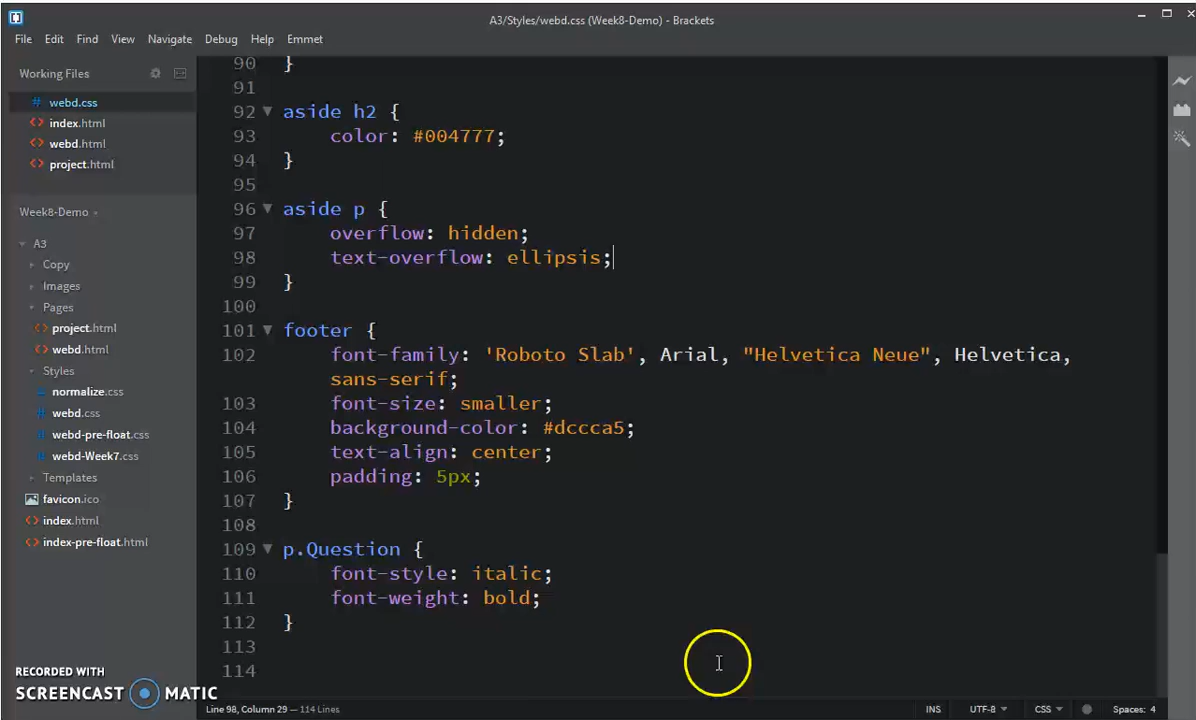 A3/Styles/webd.css (Week8-Demo) - Brackets
File Edit Find View Navigate Debug Help Emmet
Working Files
# webd.css
<> index.html
<> webd.html
<> project.html
Week8-Demo
A3
Copy
Images
Pages
<> project.html
<> webd.html
Styles
# normalize.css
# webd.css
# webd-pre-float.css
# webd-Week7.css
Templates
favicon.ico
<> index.html
<> index-pre-float.html
90 }
91
92 aside h2 {
93 color: #004777;
94 }
95
96 aside p {
97 overflow: hidden;
98 text-overflow: ellipsis;
99 }
100
101 footer {
102 font-family: 'Roboto Slab', Arial, "Helvetica Neue", Helvetica,
sans-serif;
103 font-size: smaller;
104 background-color: #dccca5;
105 text-align: center;
106 padding: 5px;
107 }
108
109 p.Question {
110 font-style: italic;
111 font-weight: bold;
112 }
113
114
RECORDED WITH
SCREENCAST MATIC
Line 98, Column 29 — 114 Lines
INS UTF-8 CSS Spaces: 4